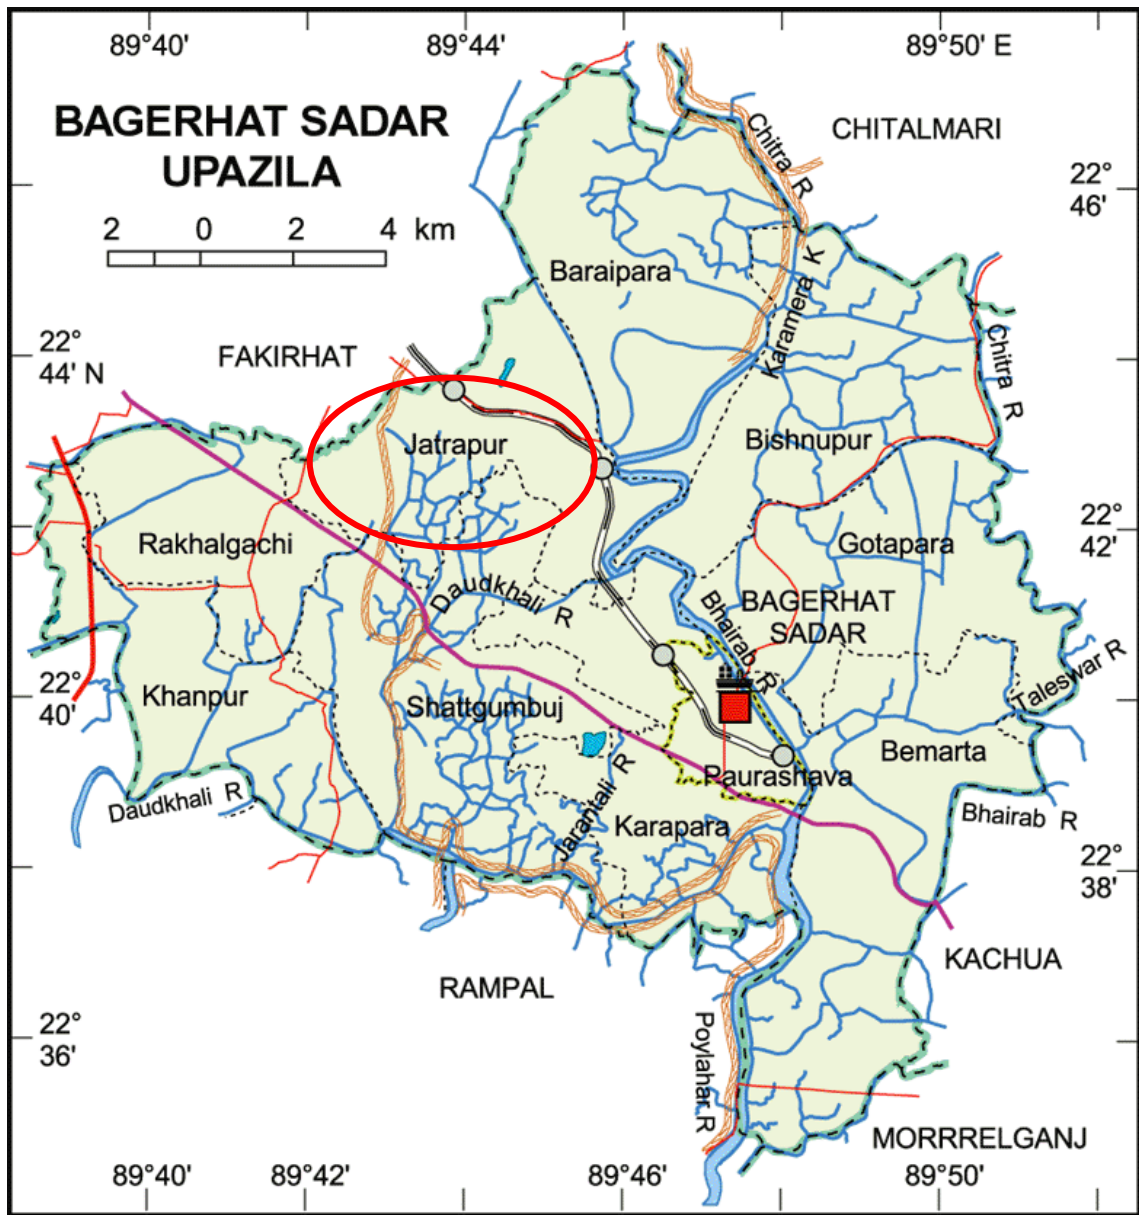 89°40' 89°44' 89°50' E
BAGERHAT SADAR
UPAZILA
CHITALMARI
Chitra R
22°
46'
2 0 2 4 km
Baraipara
Karamera K
22°
44' N
FAKIRHAT
Chitra R
Jatrapur
Bishnupur
Rakhalgachi
Gotapara
22°
42'
Daudkhali R
Bhairab R
BAGERHAT
SADAR
Taleswar R
22°
40'
Khanpur
Shattgumbuj
Bemarta
Paurashava
Daudkhali R
Jarantali R
Karapara
Bhairab R
22°
38'
KACHUA
RAMPAL
22°
36'
Poylahar R
MORRRELGANJ
89°40' 89°42' 89°46' 89°50'